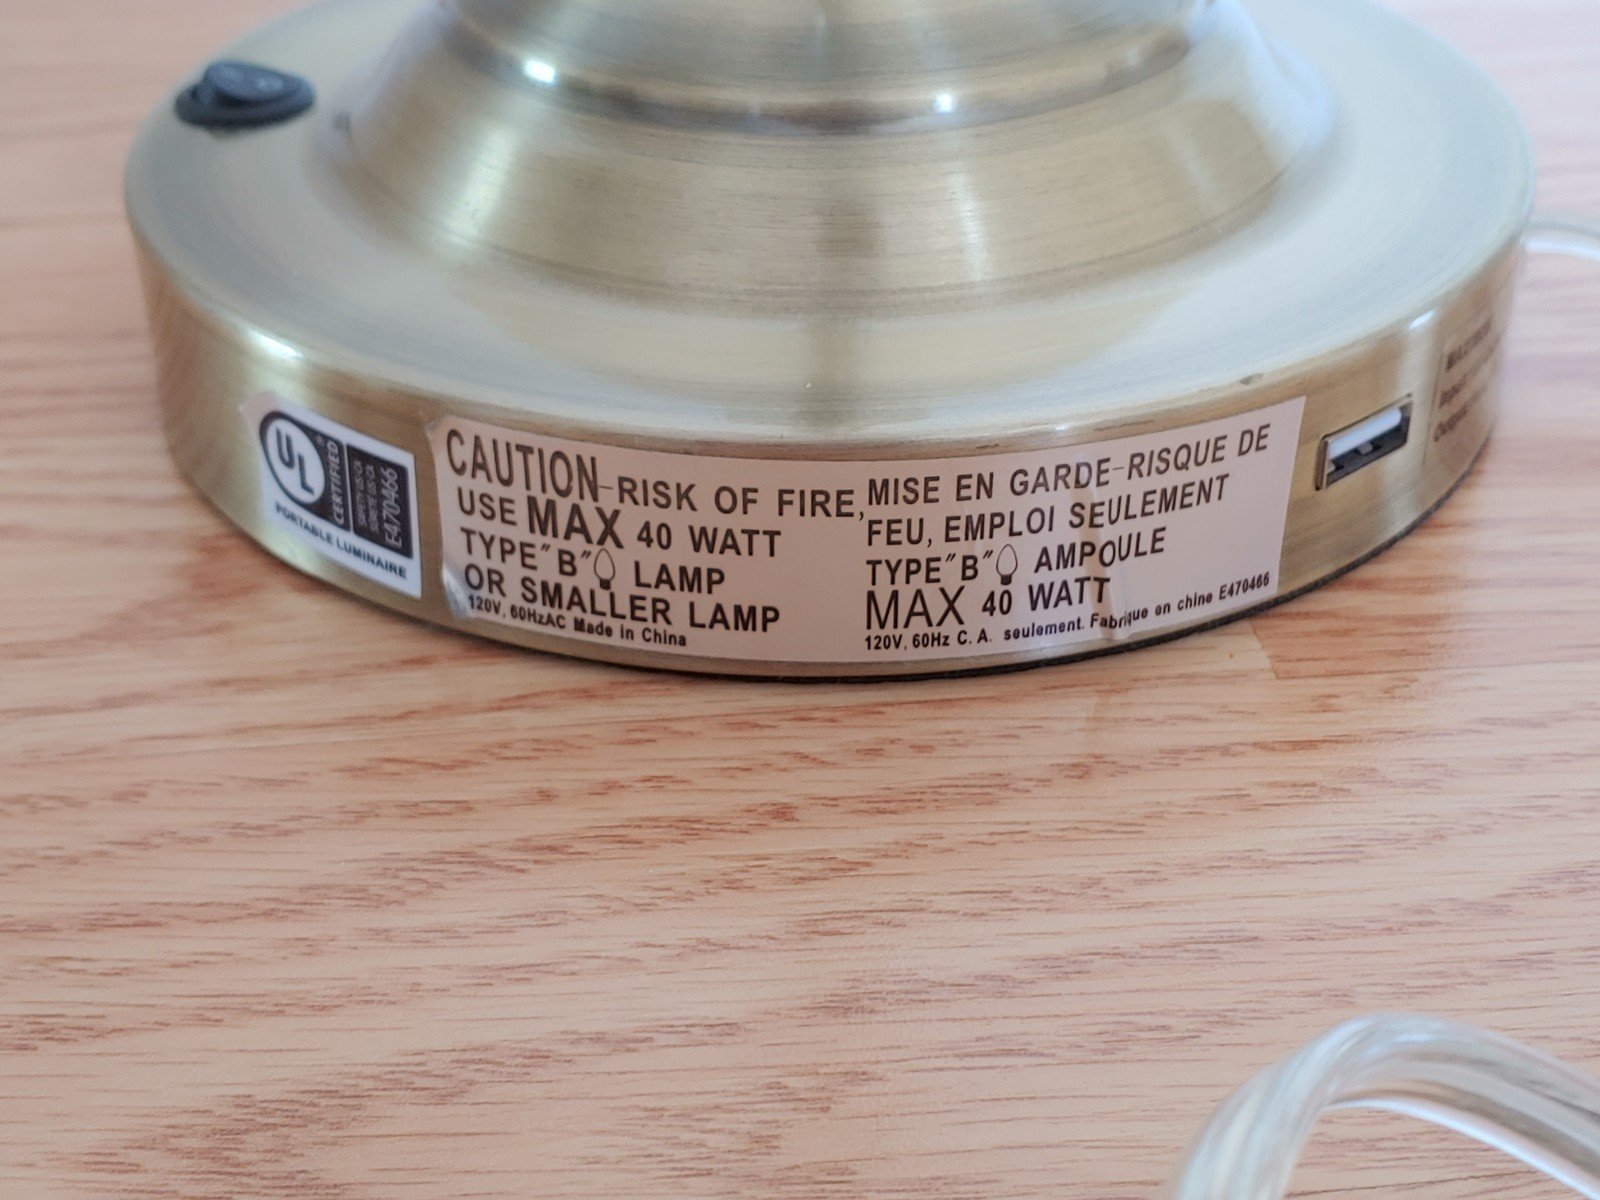 UL
®
CERTIFIED
E470466
PORTABLE LUMINAIRE
CAUTION-RISK OF FIRE,
USE MAX 40 WATT
TYPE"B" LAMP
OR SMALLER LAMP
120V, 60HzAC Made in China
MISE EN GARDE-RISQUE DE
FEU, EMPLOI SEULEMENT
TYPE"B" AMPOULE
MAX 40 WATT
120V, 60Hz C. A. seulement. Fabrique en chine E470466